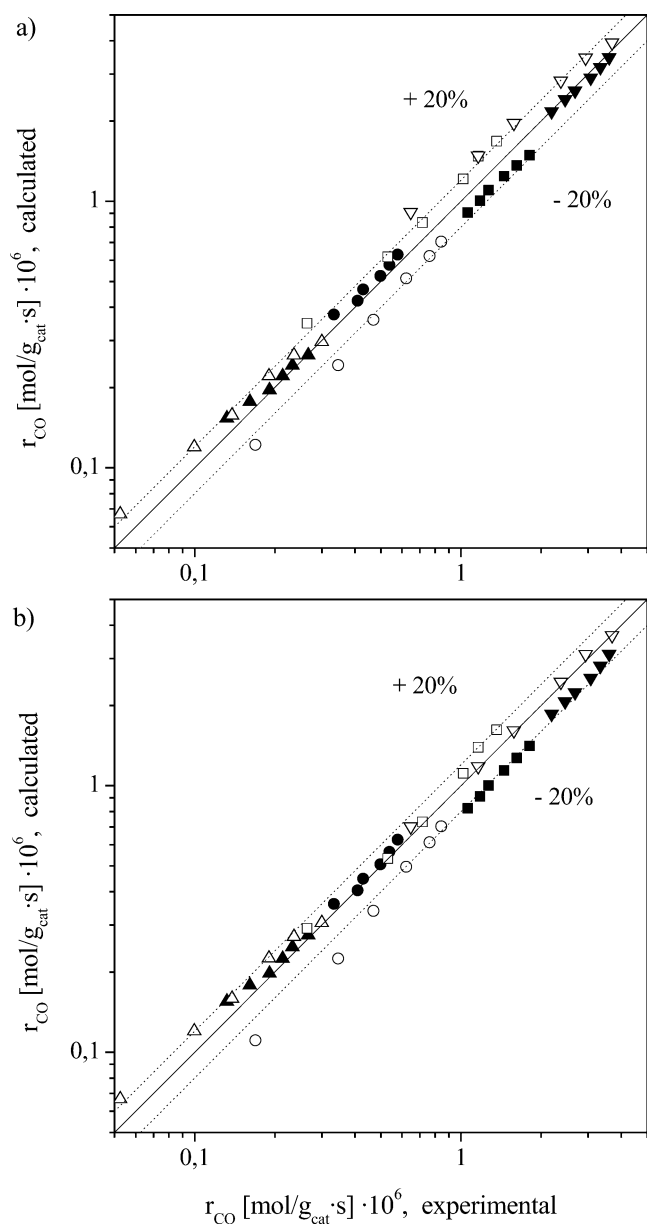 a)
r_CO [mol/g_cat·s] ·10^6, calculated
+ 20%
- 20%
1
0,1
0,1 1
b)
r_CO [mol/g_cat·s] ·10^6, calculated
+ 20%
- 20%
1
0,1
0,1 1
r_CO [mol/g_cat·s] ·10^6, experimental